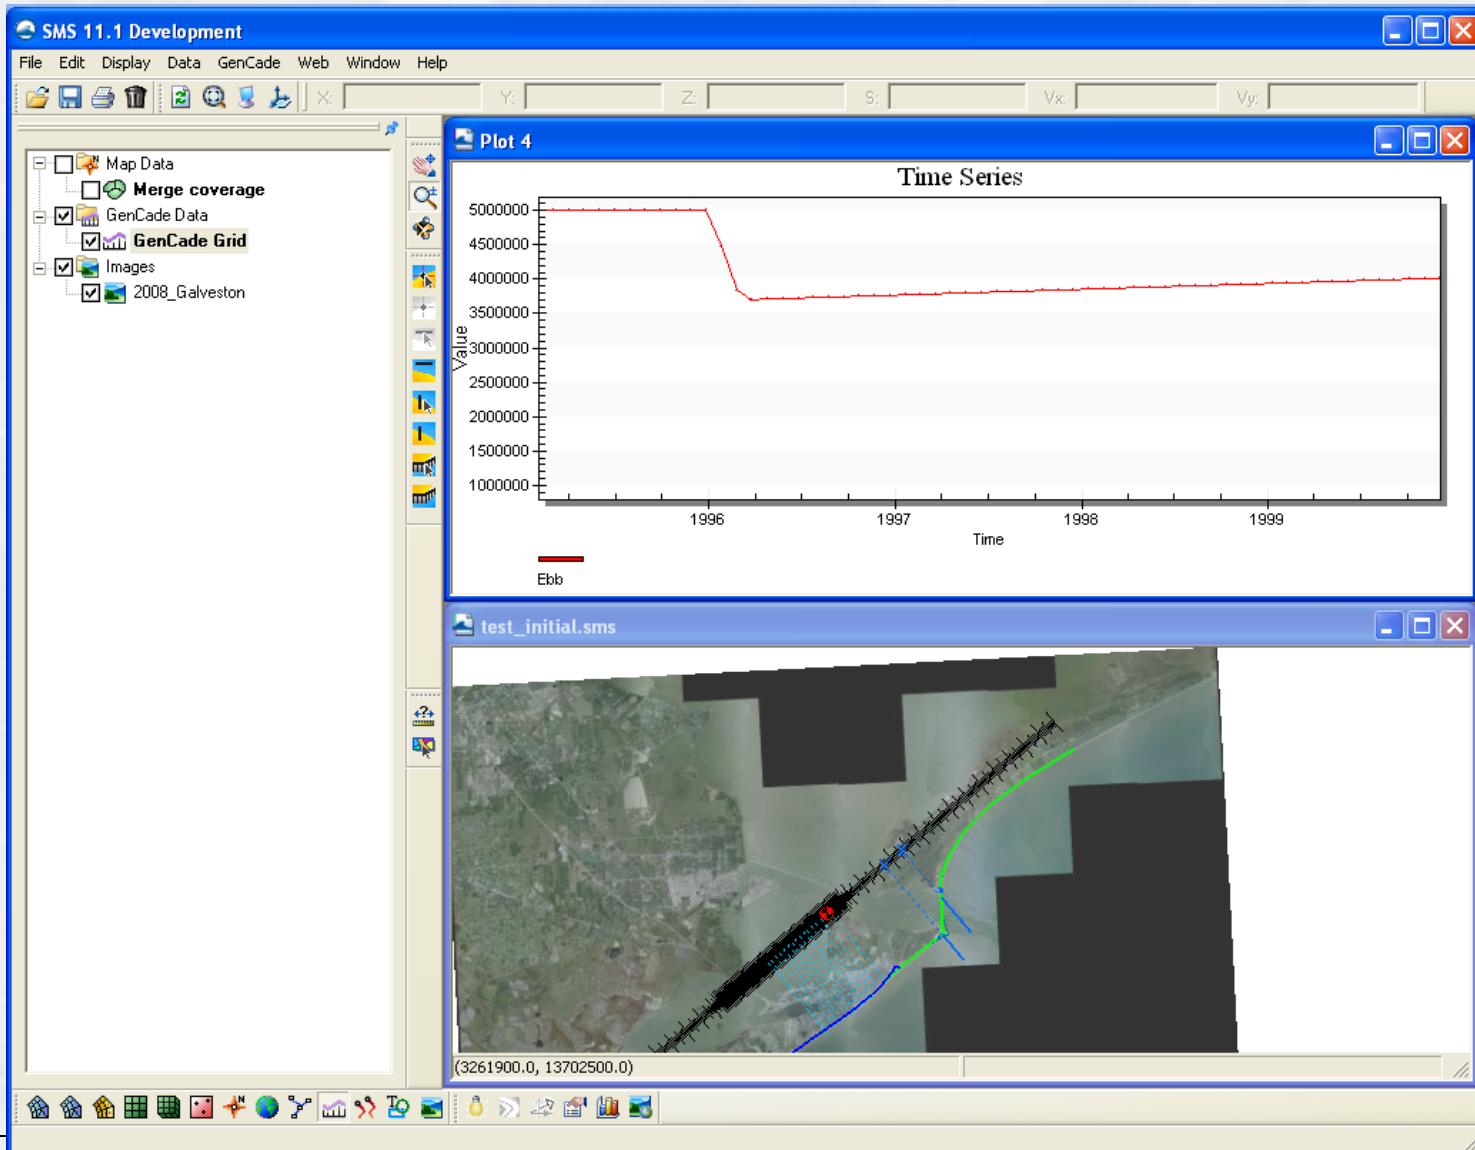 SMS 11.1 Development
File Edit Display Data GenCade Web Window Help
X: Y: Z: S: Vx: Vy:
Map Data
Merge coverage
GenCade Data
GenCade Grid
Images
2008_Galveston
Plot 4
Time Series
5000000
4500000
4000000
3500000
3000000
2500000
2000000
1500000
1000000
Value
1996 1997 1998 1999
Time
Ebb
test_initial.sms
(3261900.0, 13702500.0)